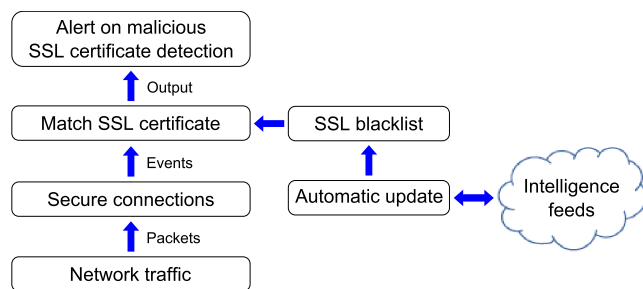 Alert on malicious
SSL certificate detection
Output
Match SSL certificate
SSL blacklist
Events
Secure connections
Automatic update
Intelligence
feeds
Packets
Network traffic